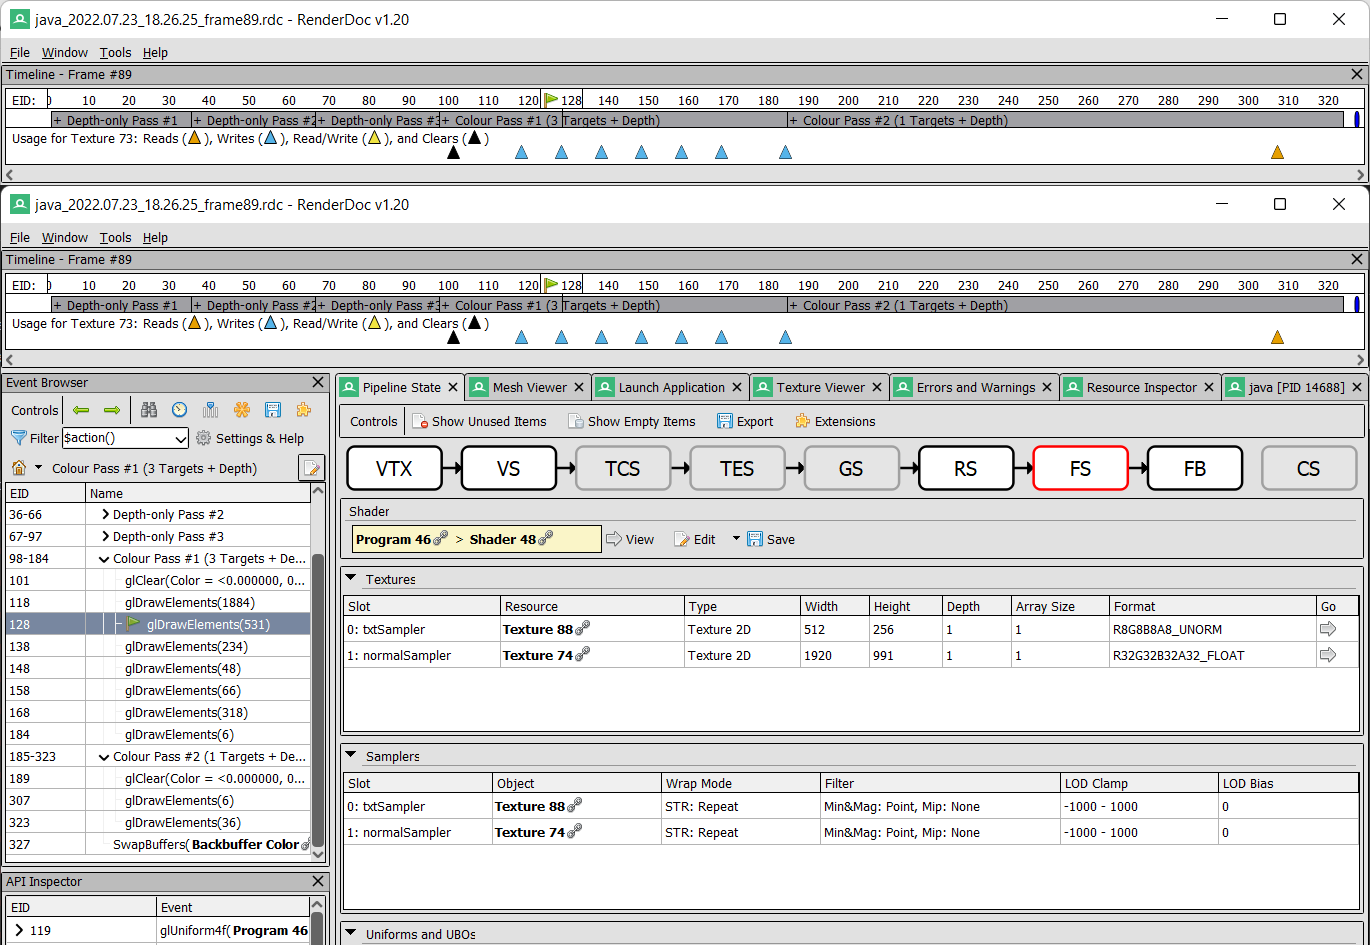 java_2022.07.23_18.26.25_frame89.rdc - RenderDoc v1.20
File Window Tools Help
Timeline - Frame #89
EID: 0 10 20 30 40 50 60 70 80 90 100 110 120 128 140 150 160 170 180 190 200 210 220 230 240 250 260 270 280 290 300 310 320
+ Depth-only Pass #1 + Depth-only Pass #2 + Depth-only Pass #3 + Colour Pass #1 (3 Targets + Depth) + Colour Pass #2 (1 Targets + Depth)
Usage for Texture 73: Reads ( ), Writes ( ), Read/Write ( ), and Clears ( )
java_2022.07.23_18.26.25_frame89.rdc - RenderDoc v1.20
File Window Tools Help
Timeline - Frame #89
EID: 0 10 20 30 40 50 60 70 80 90 100 110 120 128 140 150 160 170 180 190 200 210 220 230 240 250 260 270 280 290 300 310 320
+ Depth-only Pass #1 + Depth-only Pass #2 + Depth-only Pass #3 + Colour Pass #1 (3 Targets + Depth) + Colour Pass #2 (1 Targets + Depth)
Usage for Texture 73: Reads ( ), Writes ( ), Read/Write ( ), and Clears ( )
Event Browser
Controls
Filter $action() Settings & Help
Colour Pass #1 (3 Targets + Depth)
EID Name
36-66 Depth-only Pass #2
67-97 Depth-only Pass #3
98-184 Colour Pass #1 (3 Targets + De...
101 glClear(Color = <0.000000, 0...
118 glDrawElements(1884)
128 glDrawElements(531)
138 glDrawElements(234)
148 glDrawElements(48)
158 glDrawElements(66)
168 glDrawElements(318)
184 glDrawElements(6)
185-323 Colour Pass #2 (1 Targets + De...
189 glClear(Color = <0.000000, 0...
307 glDrawElements(6)
323 glDrawElements(36)
327 SwapBuffers( Backbuffer Color
API Inspector
EID Event
119 glUniform4f( Program 46
Pipeline State Mesh Viewer Launch Application Texture Viewer Errors and Warnings Resource Inspector java [PID 14688]
Controls Show Unused Items Show Empty Items Export Extensions
VTX VS TCS TES GS RS FS FB CS
Shader
Program 46 > Shader 48 View Edit Save
Textures
Slot Resource Type Width Height Depth Array Size Format Go
0: txtSampler Texture 88 Texture 2D 512 256 1 1 R8G8B8A8_UNORM
1: normalSampler Texture 74 Texture 2D 1920 991 1 1 R32G32B32A32_FLOAT
Samplers
Slot Object Wrap Mode Filter LOD Clamp LOD Bias
0: txtSampler Texture 88 STR: Repeat Min&Mag: Point, Mip: None -1000 - 1000 0
1: normalSampler Texture 74 STR: Repeat Min&Mag: Point, Mip: None -1000 - 1000 0
Uniforms and UBOs